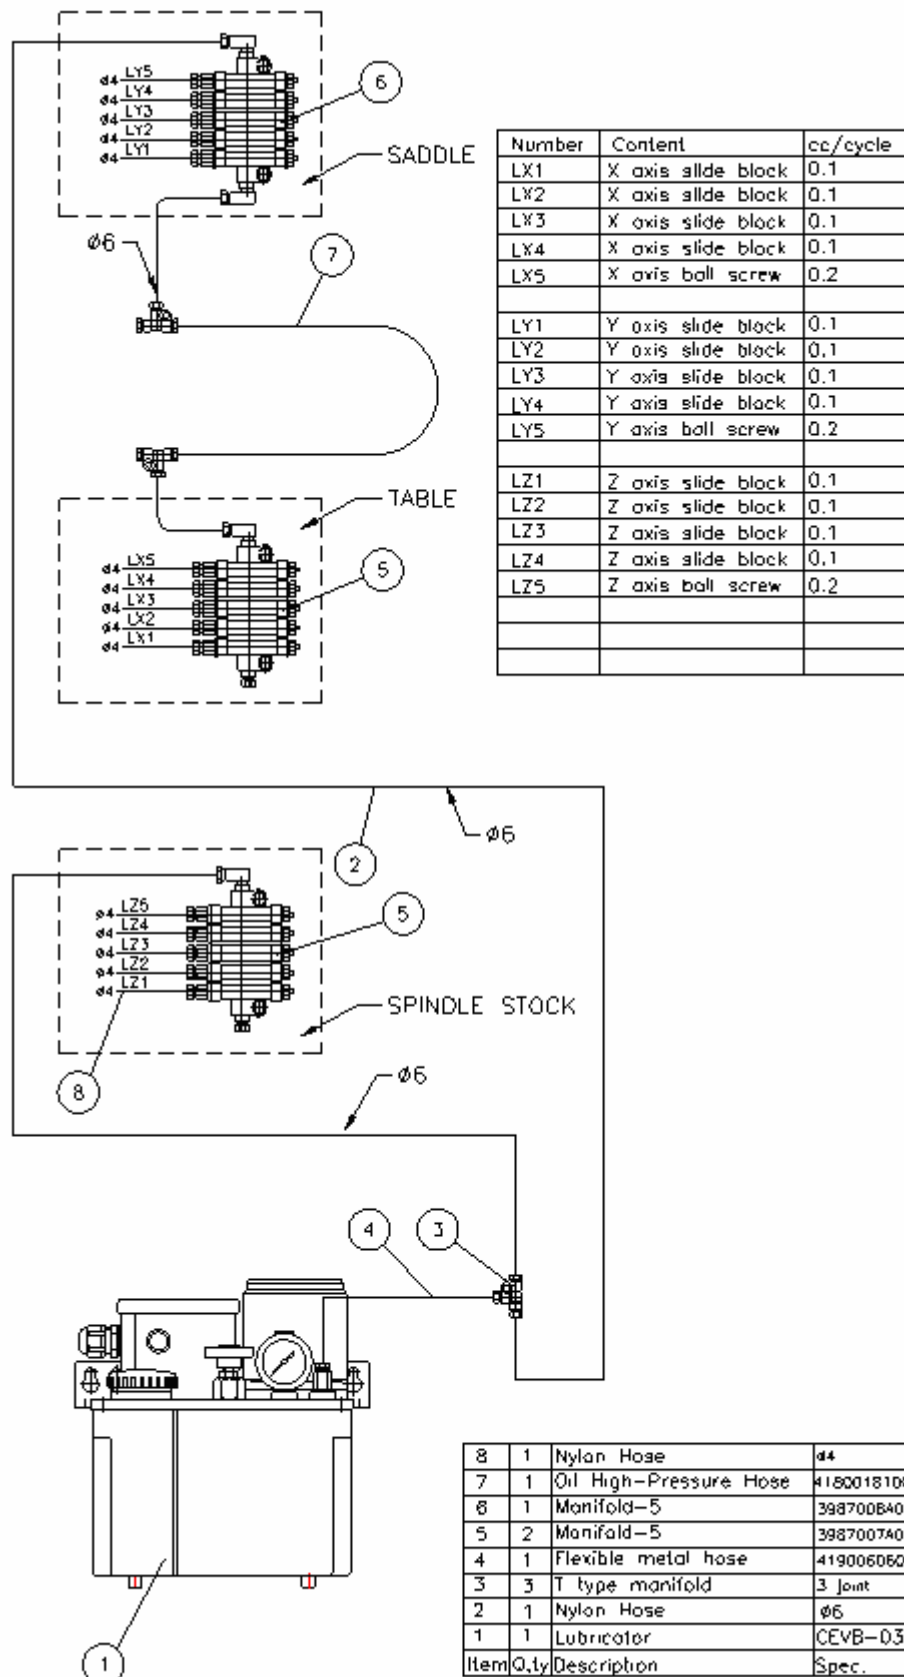 ø4 LY5
ø4 LY4
ø4 LY3
ø4 LY2
ø4 LY1
6
SADDLE
Ø6
7
TABLE
ø4 LX5
ø4 LX4
ø4 LX3
ø4 LX2
ø4 LX1
5
Number Content cc/cycle
LX1 X axis slide block 0.1
LX2 X axis slide block 0.1
LX3 X axis slide block 0.1
LX4 X axis slide block 0.1
LX5 X axis ball screw 0.2
LY1 Y axis slide block 0.1
LY2 Y axis slide block 0.1
LY3 Y axis slide block 0.1
LY4 Y axis slide block 0.1
LY5 Y axis ball screw 0.2
LZ1 Z axis slide block 0.1
LZ2 Z axis slide block 0.1
LZ3 Z axis slide block 0.1
LZ4 Z axis slide block 0.1
LZ5 Z axis ball screw 0.2
2
Ø6
ø4 LZ5
ø4 LZ4
ø4 LZ3
ø4 LZ2
ø4 LZ1
5
SPINDLE STOCK
8
Ø6
4
3
1
8 1 Nylon Hose ø4
7 1 Oil High-Pressure Hose
6 1 Manifold-5
5 2 Manifold-5
4 1 Flexible metal hose
3 3 T type manifold 3 Joint
2 1 Nylon Hose Ø6
1 1 Lubricator CEVB-03
Item Q,ty Description Spec.